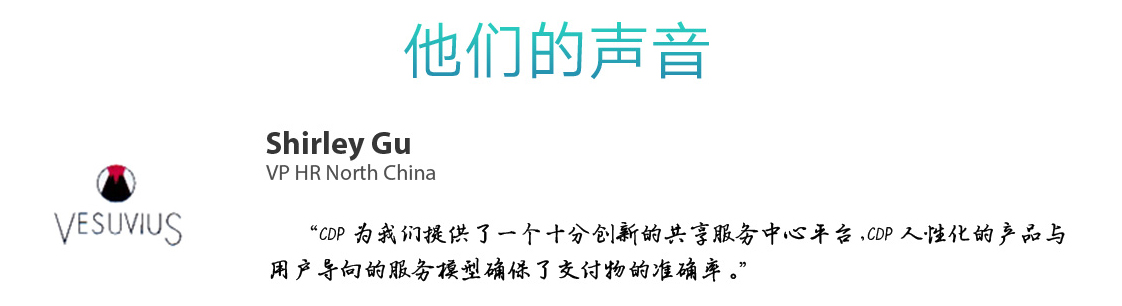 他们的声音
Shirley Gu
VP HR North China
VESUVIUS
“CDP 为我们提供了一个十分创新的共享服务中心平台，CDP 人性化的产品与
用户导向的服务模型确保了交付物的准确率。”